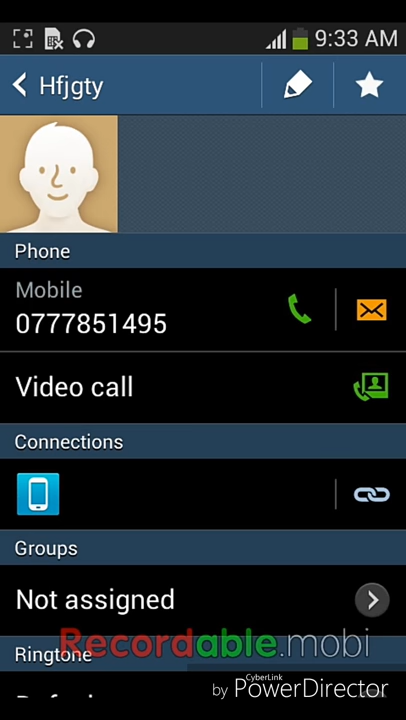 9:33 AM
Hfjgty
Phone
Mobile
0777851495
Video call
Connections
Groups
Not assigned
Recordable.mobi
Ringtone
CyberLink
by PowerDirector